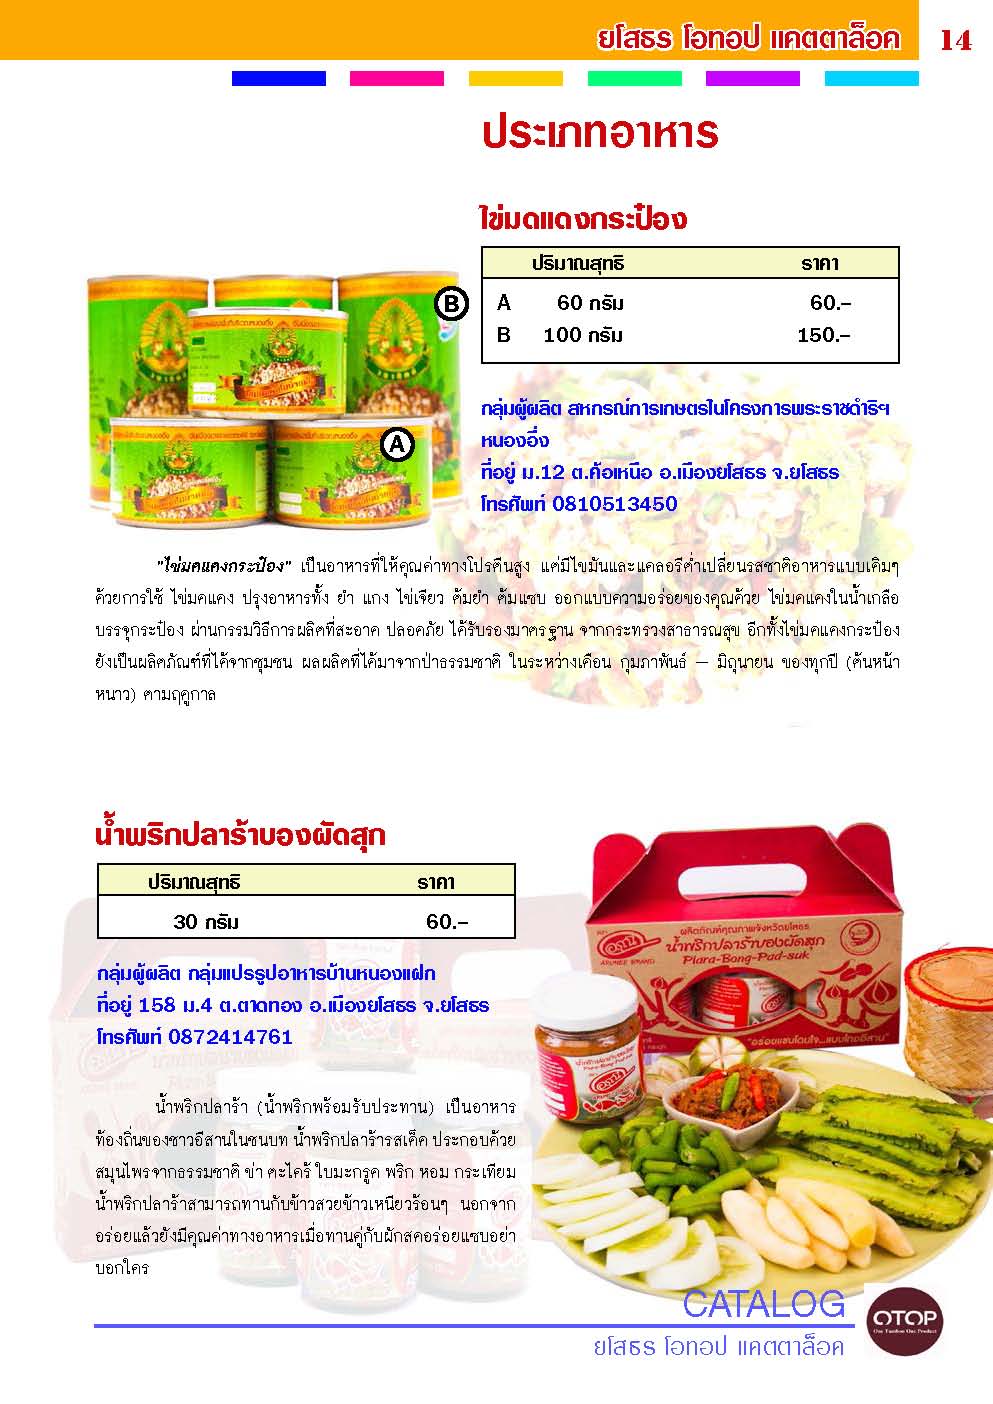 ยโสธร โอทอป แคตตาล็อค 14
ประเภทอาหาร
ไข่มดแดงกระป๋อง
ปริมาณสุทธิ ราคา
A 60 กรัม 60.-
B 100 กรัม 150.-
B
A
กลุ่มผู้ผลิต สหกรณ์การเกษตรในโครงการพระราชดำริฯ
หนองอึ่ง
ที่อยู่ ม.12 ต.ค้อเหนือ อ.เมืองยโสธร จ.ยโสธร
โทรศัพท์ 0810513450
"ไข่มดแดงกระป๋อง" เป็นอาหารที่ให้คุณค่าทางโปรตีนสูง แต่มีไขมันและแคลอรีต่ำเปลี่ยนรสชาติอาหารแบบเดิมๆ
ด้วยการใช้ ไข่มดแดง ปรุงอาหารทั้ง ยำ แกง ไข่เจียว ต้มยำ ต้มแซบ ออกแบบความอร่อยของคุณด้วย ไข่มดแดงในน้ำเกลือ
บรรจุกระป๋อง ผ่านกรรมวิธีการผลิตที่สะอาด ปลอดภัย ได้รับรองมาตรฐาน จากกระทรวงสาธารณสุข อีกทั้งไข่มดแดงกระป๋อง
ยังเป็นผลิตภัณฑ์ที่ได้จากชุมชน ผลผลิตที่ได้มาจากป่าธรรมชาติ ในระหว่างเดือน กุมภาพันธ์ – มิถุนายน ของทุกปี (ต้นหน้า
หนาว) ตามฤดูกาล
น้ำพริกปลาร้าบองผัดสุก
ปริมาณสุทธิ ราคา
30 กรัม 60.-
กลุ่มผู้ผลิต กลุ่มแปรรูปอาหารบ้านหนองแฝก
ที่อยู่ 158 ม.4 ต.ตาดทอง อ.เมืองยโสธร จ.ยโสธร
โทรศัพท์ 0872414761
น้ำพริกปลาร้า (น้ำพริกพร้อมรับประทาน) เป็นอาหาร
ท้องถิ่นของชาวอีสานในชนบท น้ำพริกปลาร้ารสเด็ด ประกอบด้วย
สมุนไพรจากธรรมชาติ ข่า ตะไคร้ ใบมะกรูด พริก หอม กระเทียม
น้ำพริกปลาร้าสามารถทานกับข้าวสวยข้าวเหนียวร้อนๆ นอกจาก
อร่อยแล้วยังมีคุณค่าทางอาหารเมื่อทานคู่กับผักสดอร่อยแซบอย่า
บอกใคร
ผลิตภัณฑ์คุณภาพจังหวัดยโสธร
น้ำพริกปลาร้าบองผัดสุก
Plara-Bong-Pad-suk
"อร่อยแซบโดนใจ...แบบไทยอีสาน"
CATALOG
ยโสธร โอทอป แคตตาล็อค
OTOP
One Tambon One Product